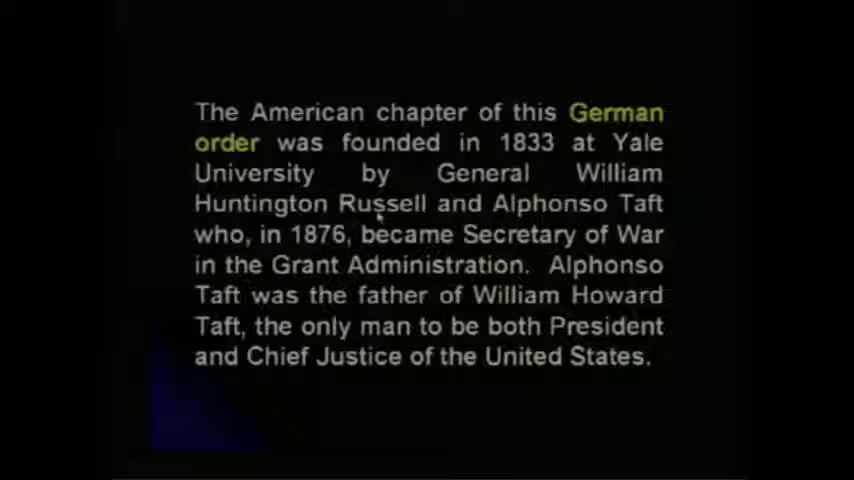 The American chapter of this German
order was founded in 1833 at Yale
University by General William
Huntington Russell and Alphonso Taft
who, in 1876, became Secretary of War
in the Grant Administration. Alphonso
Taft was the father of William Howard
Taft, the only man to be both President
and Chief Justice of the United States.